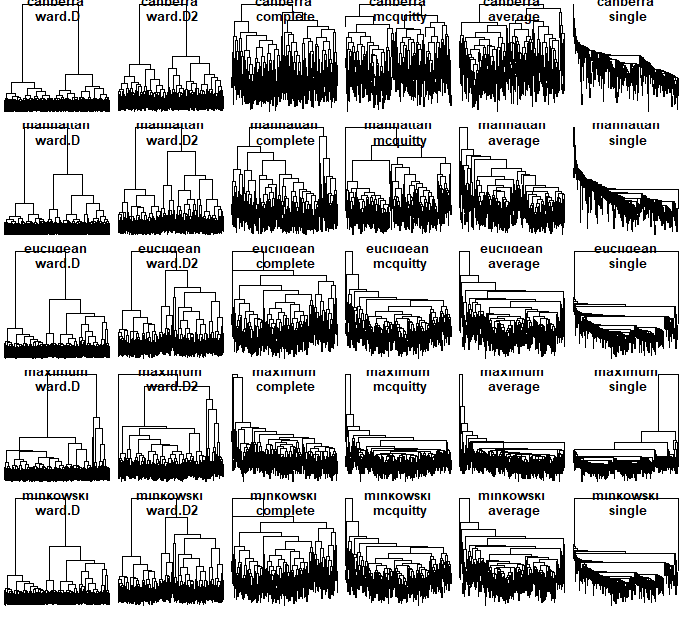 canberra canberra canberra canberra canberra canberra
ward.D ward.D2 complete mcquitty average single
manhattan manhattan manhattan manhattan manhattan manhattan
ward.D ward.D2 complete mcquitty average single
euclidean euclidean euclidean euclidean euclidean euclidean
ward.D ward.D2 complete mcquitty average single
maximum maximum maximum maximum maximum maximum
ward.D ward.D2 complete mcquitty average single
minkowski minkowski minkowski minkowski minkowski minkowski
ward.D ward.D2 complete mcquitty average single